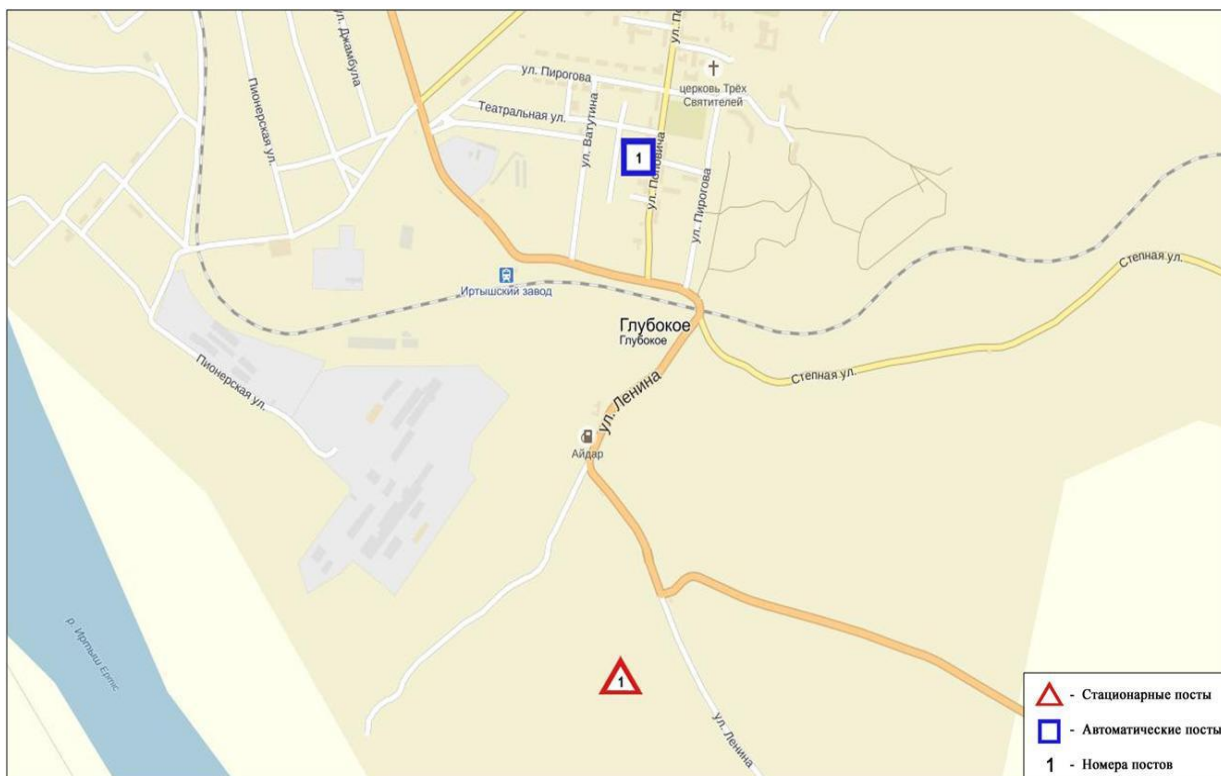 ул. По
ул. Джамбула
ул. Пирогова
церковь Трёх
Святителей
Пионерская ул.
Театральная ул.
ул. Ватутина
1
ул. Поповича
ул. Пирогова
Степная ул.
Иртышский завод
Глубокое
Глубокое
Степная ул.
Пионерская ул.
ул. Ленина
Айдар
р. Иртыш Ертiс
1
ул. Ленина
- Стационарные посты
- Автоматические посты
1 - Номера постов